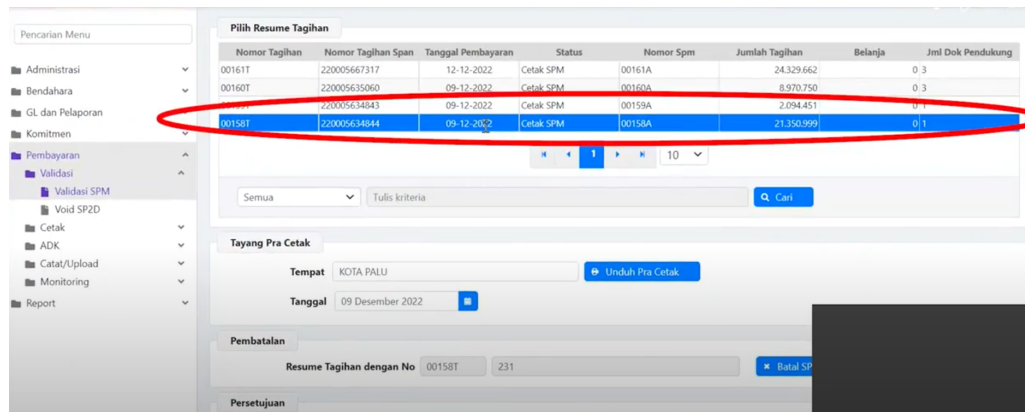 Pencarian Menu
Administrasi
Bendahara
GL dan Pelaporan
Komitmen
Pembayaran
Validasi
Validasi SPM
Void SP2D
Cetak
ADK
Catat/Upload
Monitoring
Report
Pilih Resume Tagihan
Nomor Tagihan Nomor Tagihan Span Tanggal Pembayaran Status Nomor Spm Jumlah Tagihan Belanja Jml Dok Pendukung
00161T 220005667317 12-12-2022 Cetak SPM 00161A 24.329.662 0 3
00160T 220005635060 09-12-2022 Cetak SPM 00160A 8.970.750 0 3
220005634843 09-12-2022 Cetak SPM 00159A 2.094.451 0 1
00158T 220005634844 09-12-2022 Cetak SPM 00158A 21.350.999 0 1
1 10
Semua Tulis kriteria Cari
Tayang Pra Cetak
Tempat KOTA PALU Unduh Pra Cetak
Tanggal 09 Desember 2022
Pembatalan
Resume Tagihan dengan No 00158T 231 Batal SP
Persetujuan